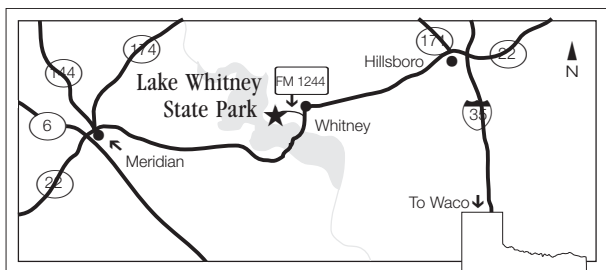 144
174
6
22
Meridian
Lake Whitney
State Park
FM 1244
Whitney
Hillsboro
171
22
N
35
To Waco